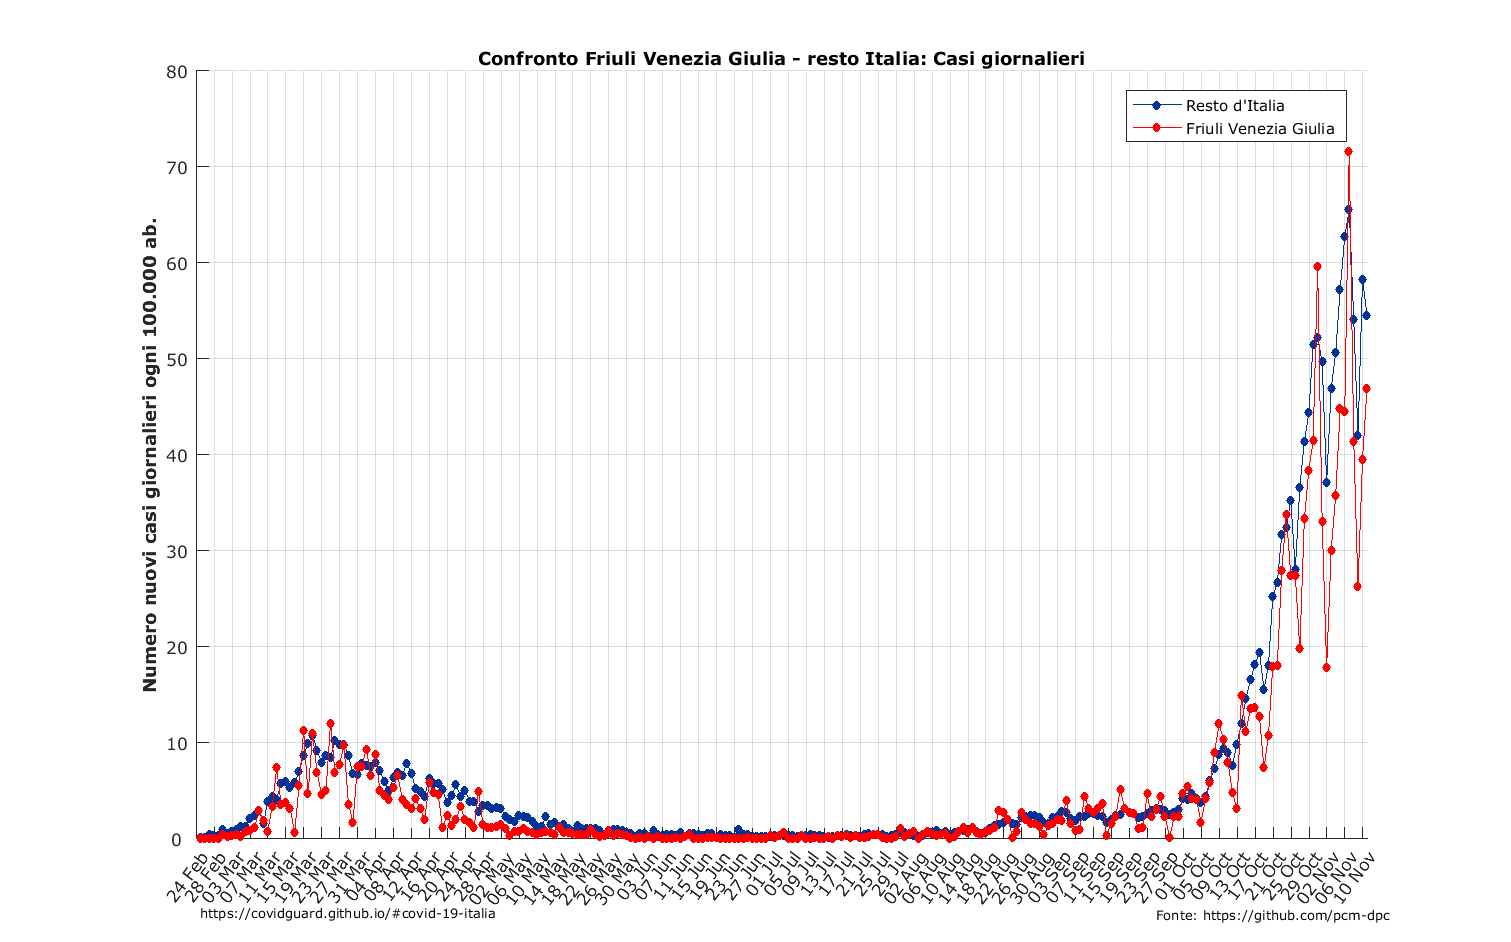 Confronto Friuli Venezia Giulia - resto Italia: Casi giornalieri
Resto d'Italia
Friuli Venezia Giulia
Numero nuovi casi giornalieri ogni 100.000 ab.
80
70
60
50
40
30
20
10
0
24 Feb
28 Feb
03 Mar
07 Mar
11 Mar
15 Mar
19 Mar
23 Mar
27 Mar
31 Mar
04 Apr
08 Apr
12 Apr
16 Apr
20 Apr
24 Apr
28 Apr
02 May
06 May
10 May
14 May
18 May
22 May
26 May
30 May
03 Jun
07 Jun
11 Jun
15 Jun
19 Jun
23 Jun
27 Jun
01 Jul
05 Jul
09 Jul
13 Jul
17 Jul
21 Jul
25 Jul
29 Jul
02 Aug
06 Aug
10 Aug
14 Aug
18 Aug
22 Aug
26 Aug
30 Aug
03 Sep
07 Sep
11 Sep
15 Sep
19 Sep
23 Sep
27 Sep
01 Oct
05 Oct
09 Oct
13 Oct
17 Oct
21 Oct
25 Oct
29 Oct
02 Nov
06 Nov
10 Nov
https://covidguard.github.io/#covid-19-italia
Fonte: https://github.com/pcm-dpc